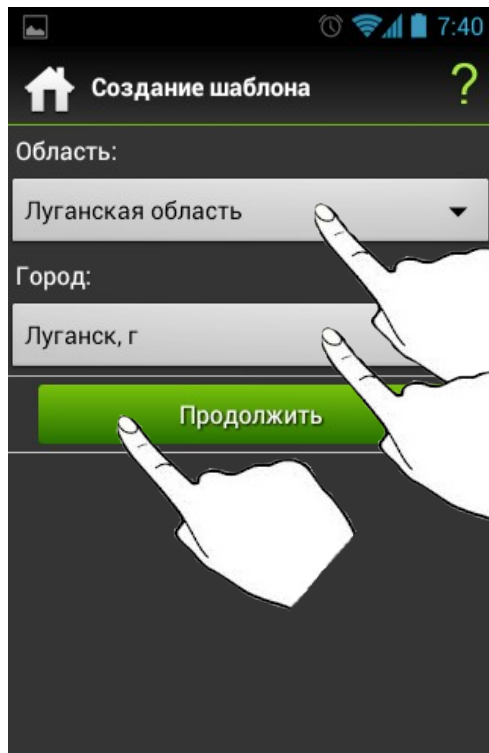 7:40
Создание шаблона
?
Область:
Луганская область
Город:
Луганск, г
Продолжить